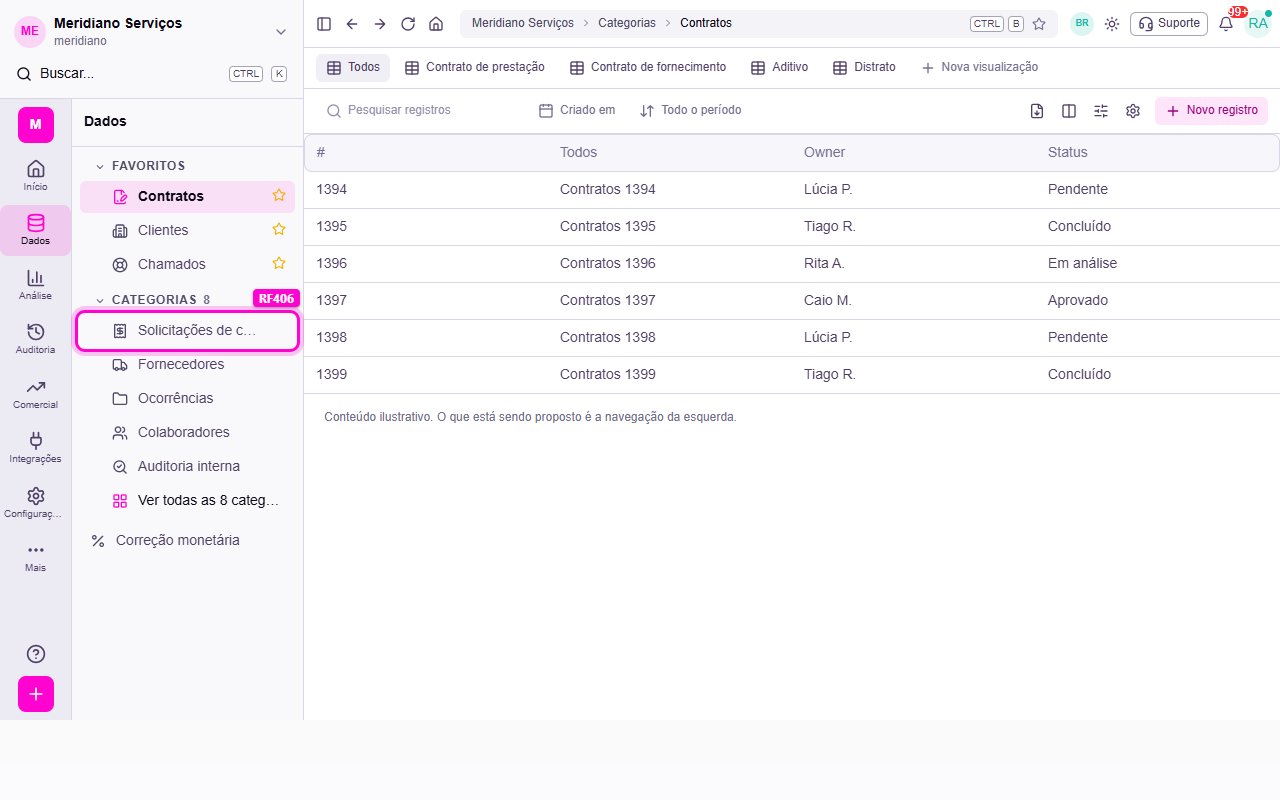 ME
Meridiano Serviços
meridiano
Buscar...
CTRL K
M
Início
Dados
Análise
Auditoria
Comercial
Integrações
Configuraç...
Mais
Dados
FAVORITOS
Contratos
Clientes
Chamados
CATEGORIAS 8
RF406
Solicitações de c...
Fornecedores
Ocorrências
Colaboradores
Auditoria interna
Ver todas as 8 categ...
Correção monetária
Meridiano Serviços > Categorias > Contratos
CTRL B
BR
Suporte
99+
RA
Todos
Contrato de prestação
Contrato de fornecimento
Aditivo
Distrato
Nova visualização
Pesquisar registros
Criado em
Todo o período
Novo registro
# Todos Owner Status
1394 Contratos 1394 Lúcia P. Pendente
1395 Contratos 1395 Tiago R. Concluído
1396 Contratos 1396 Rita A. Em análise
1397 Contratos 1397 Caio M. Aprovado
1398 Contratos 1398 Lúcia P. Pendente
1399 Contratos 1399 Tiago R. Concluído
Conteúdo ilustrativo. O que está sendo proposto é a navegação da esquerda.